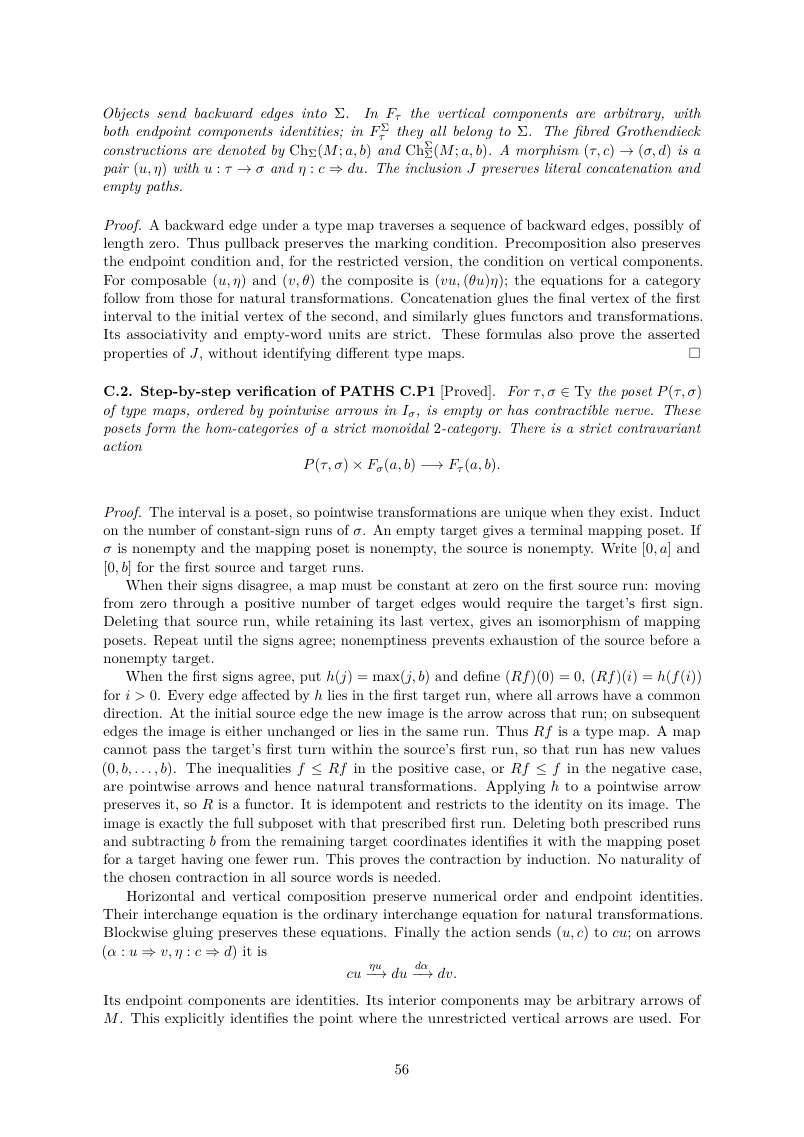 Objects send backward edges into Σ. In F_τ the vertical components are arbitrary, with
both endpoint components identities; in F_τ^Σ they all belong to Σ. The fibred Grothendieck
constructions are denoted by Ch_Σ(M; a, b) and Ch_Σ^Σ(M; a, b). A morphism (τ, c) → (σ, d) is a
pair (u, η) with u : τ → σ and η : c ⇒ du. The inclusion J preserves literal concatenation and
empty paths.
Proof. A backward edge under a type map traverses a sequence of backward edges, possibly of
length zero. Thus pullback preserves the marking condition. Precomposition also preserves
the endpoint condition and, for the restricted version, the condition on vertical components.
For composable (u, η) and (v, θ) the composite is (vu, (θu)η); the equations for a category
follow from those for natural transformations. Concatenation glues the final vertex of the first
interval to the initial vertex of the second, and similarly glues functors and transformations.
Its associativity and empty-word units are strict. These formulas also prove the asserted
properties of J, without identifying different type maps. □
C.2. Step-by-step verification of PATHS C.P1 [Proved]. For τ, σ ∈ Ty the poset P(τ, σ)
of type maps, ordered by pointwise arrows in I_σ, is empty or has contractible nerve. These
posets form the hom-categories of a strict monoidal 2-category. There is a strict contravariant
action
P(τ, σ) × F_σ(a, b) ⟶ F_τ(a, b).
Proof. The interval is a poset, so pointwise transformations are unique when they exist. Induct
on the number of constant-sign runs of σ. An empty target gives a terminal mapping poset. If
σ is nonempty and the mapping poset is nonempty, the source is nonempty. Write [0, a] and
[0, b] for the first source and target runs.
When their signs disagree, a map must be constant at zero on the first source run: moving
from zero through a positive number of target edges would require the target's first sign.
Deleting that source run, while retaining its last vertex, gives an isomorphism of mapping
posets. Repeat until the signs agree; nonemptiness prevents exhaustion of the source before a
nonempty target.
When the first signs agree, put h(j) = max(j, b) and define (Rf)(0) = 0, (Rf)(i) = h(f(i))
for i > 0. Every edge affected by h lies in the first target run, where all arrows have a common
direction. At the initial source edge the new image is the arrow across that run; on subsequent
edges the image is either unchanged or lies in the same run. Thus Rf is a type map. A map
cannot pass the target's first turn within the source's first run, so that run has new values
(0, b, . . . , b). The inequalities f ≤ Rf in the positive case, or Rf ≤ f in the negative case,
are pointwise arrows and hence natural transformations. Applying h to a pointwise arrow
preserves it, so R is a functor. It is idempotent and restricts to the identity on its image. The
image is exactly the full subposet with that prescribed first run. Deleting both prescribed runs
and subtracting b from the remaining target coordinates identifies it with the mapping poset
for a target having one fewer run. This proves the contraction by induction. No naturality of
the chosen contraction in all source words is needed.
Horizontal and vertical composition preserve numerical order and endpoint identities.
Their interchange equation is the ordinary interchange equation for natural transformations.
Blockwise gluing preserves these equations. Finally the action sends (u, c) to cu; on arrows
(α : u ⇒ v, η : c ⇒ d) it is
cu —ηu→ du —dα→ dv.
Its endpoint components are identities. Its interior components may be arbitrary arrows of
M. This explicitly identifies the point where the unrestricted vertical arrows are used. For
56